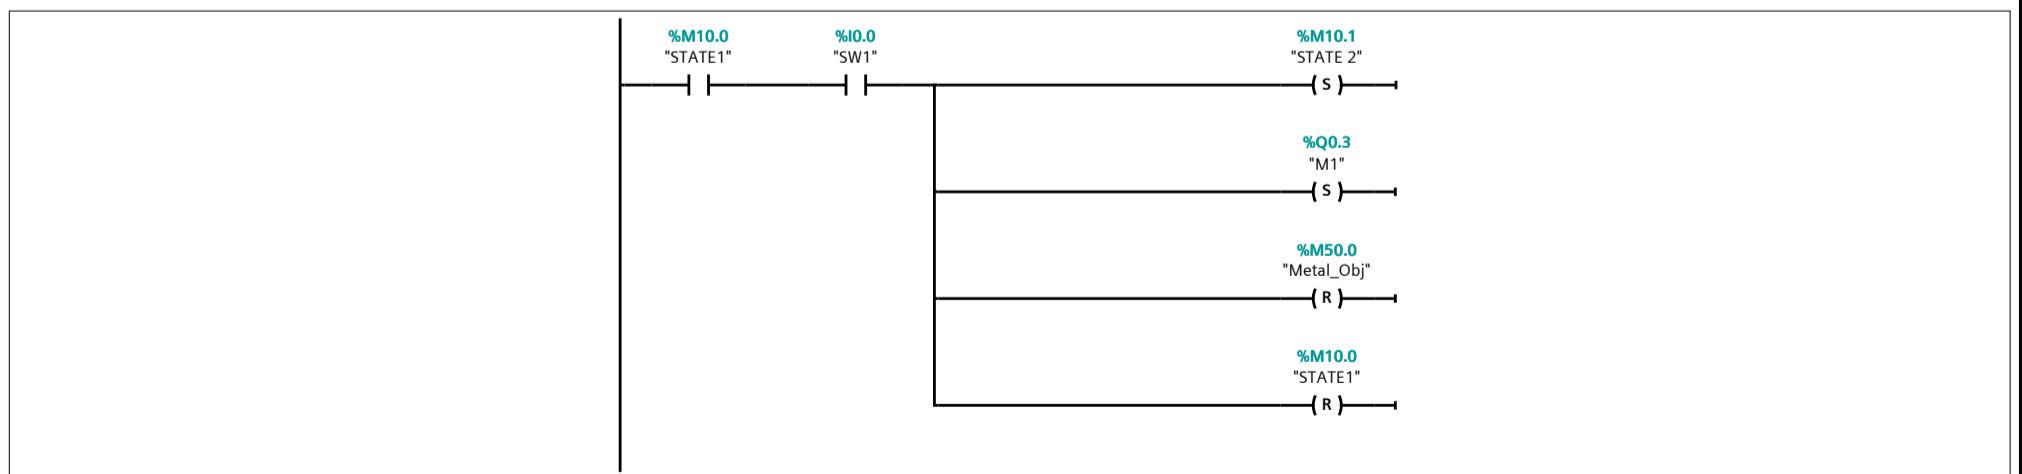 %M10.0
"STATE1"
%I0.0
"SW1"
%M10.1
"STATE 2"
S
%Q0.3
"M1"
S
%M50.0
"Metal_Obj"
R
%M10.0
"STATE1"
R